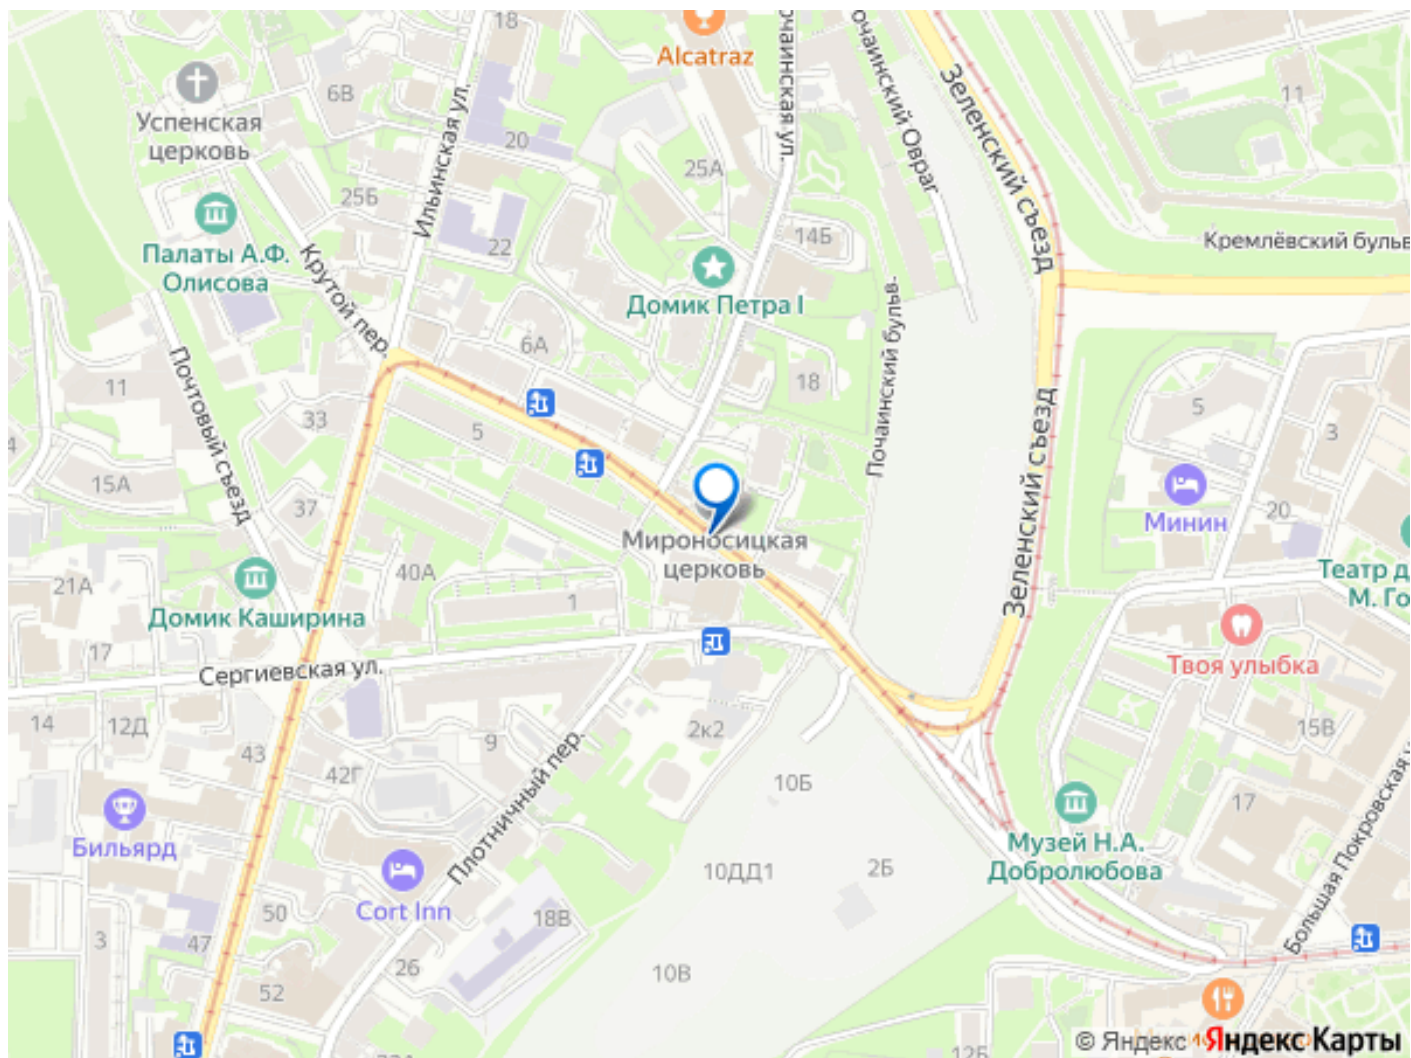 18
Alcatraz
Почаинская ул.
Почаинский Овраг
Зеленский съезд
11
6В
Успенская
церковь
20
Ильинская ул.
25А
25Б
22
14Б
Кремлёвский бульв
Палаты А.Ф.
Олисова
Крутой пер.
Домик Петра I
Почаинский бульв.
6А
18
11
33
5
5
3
Почтовый съезд
Зеленский съезд
15А
37
20
Минин
Мироносицкая
церковь
21А
40А
1
Театр д
М. Го
Домик Каширина
17
Сергиевская ул.
Твоя улыбка
14
12Д
43
9
2к2
15В
42Г
Плотничный пер.
10Б
17
Бильярд
Музей Н.А.
Добролюбова
Большая Покровская
10ДД1
2Б
Cort Inn
50
18В
3
47
26
10В
52
12Б
© Яндекс Яндекс Карты